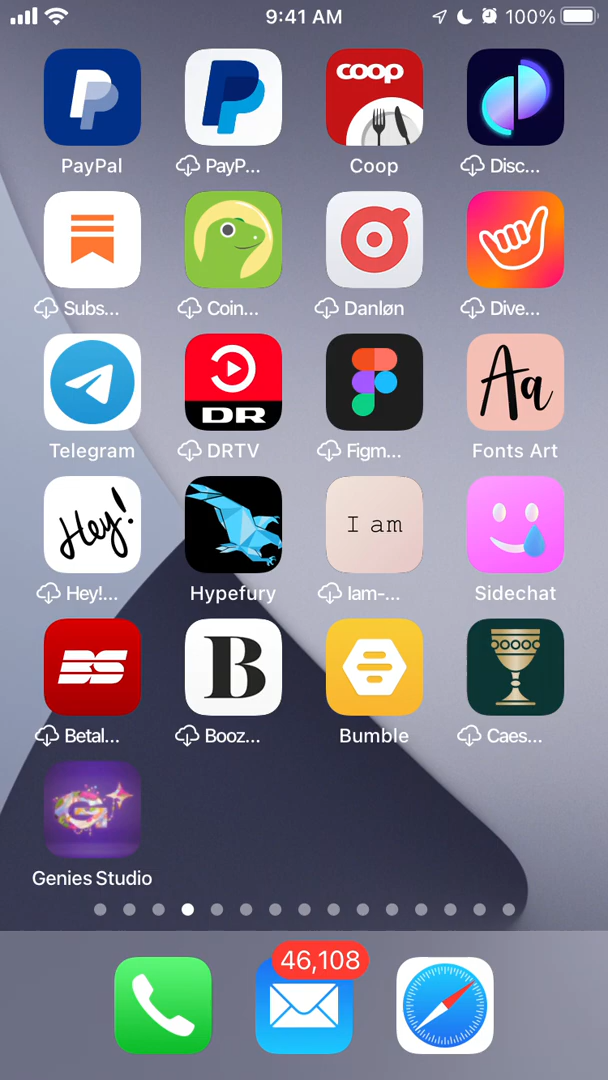 9:41 AM
100%
coop
PayPal
PayP...
Coop
Disc...
Subs...
Coin...
Danløn
Dive...
DR
Aa
Telegram
DRTV
Figm...
Fonts Art
Hey!
I am
Hey!...
Hypefury
Iam-...
Sidechat
BS
B
Betal...
Booz...
Bumble
Caes...
G
Genies Studio
46,108